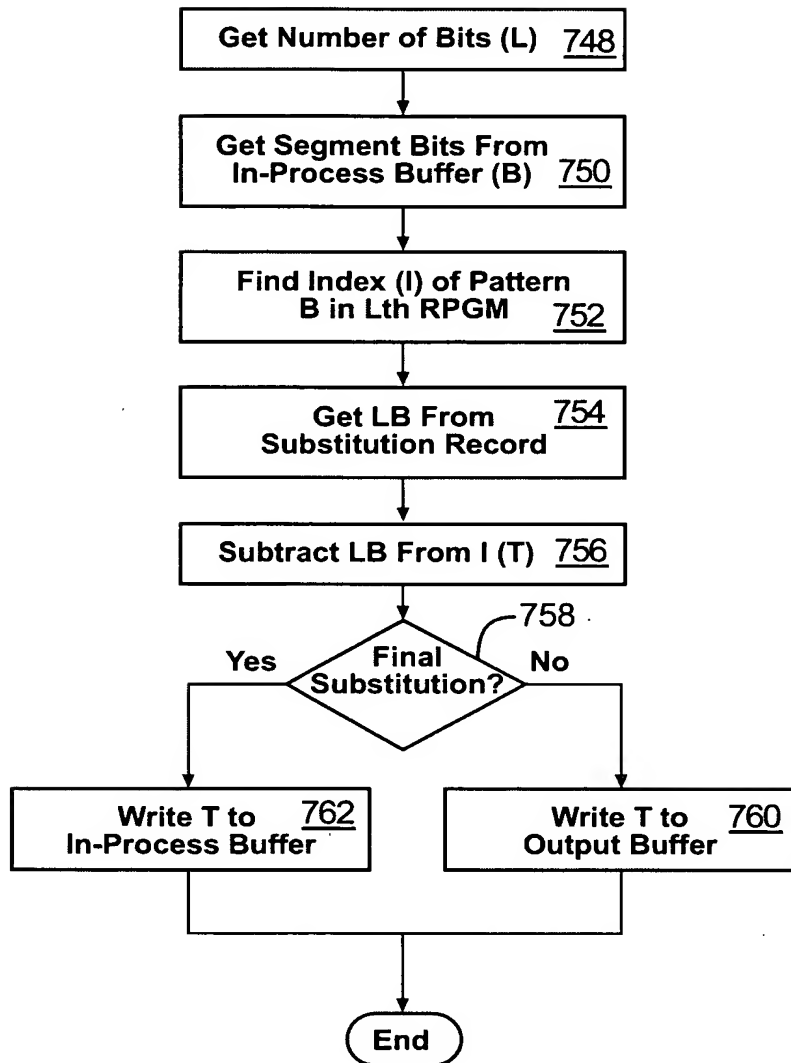 Get Number of Bits (L) 748
Get Segment Bits From
In-Process Buffer (B) 750
Find Index (I) of Pattern
B in Lth RPGM 752
Get LB From
Substitution Record 754
Subtract LB From I (T) 756
758
Yes
Final
Substitution?
No
Write T to
In-Process Buffer
762
Write T to
Output Buffer
760
End